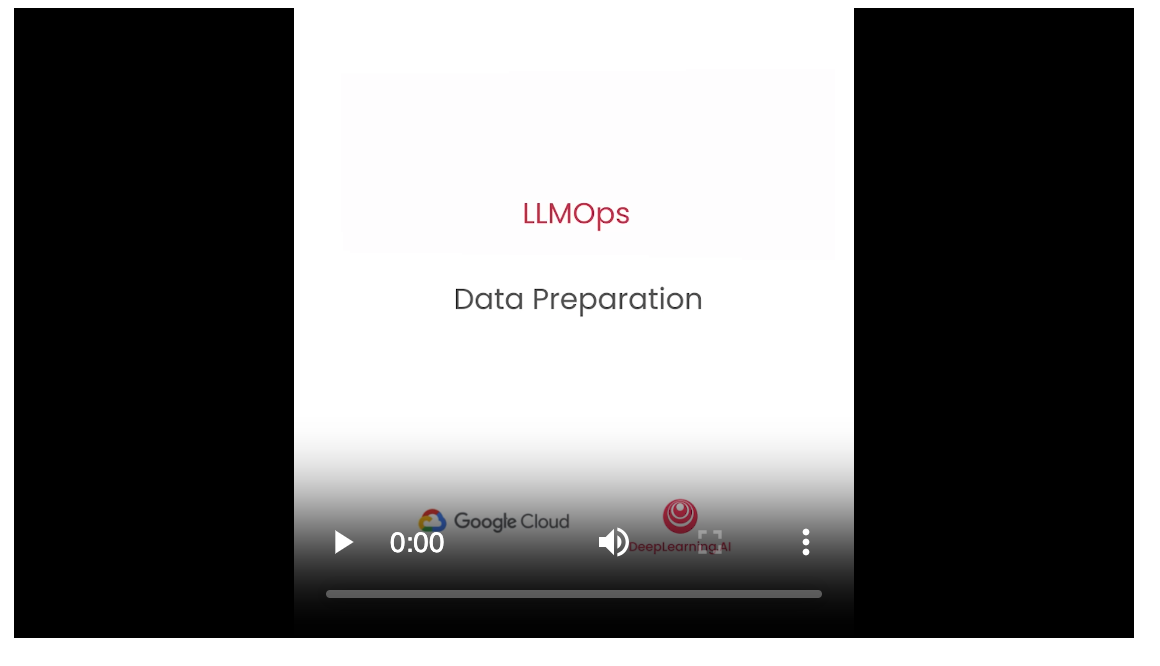 LLMOps
Data Preparation
Google Cloud
0:00
DeepLearning.AI